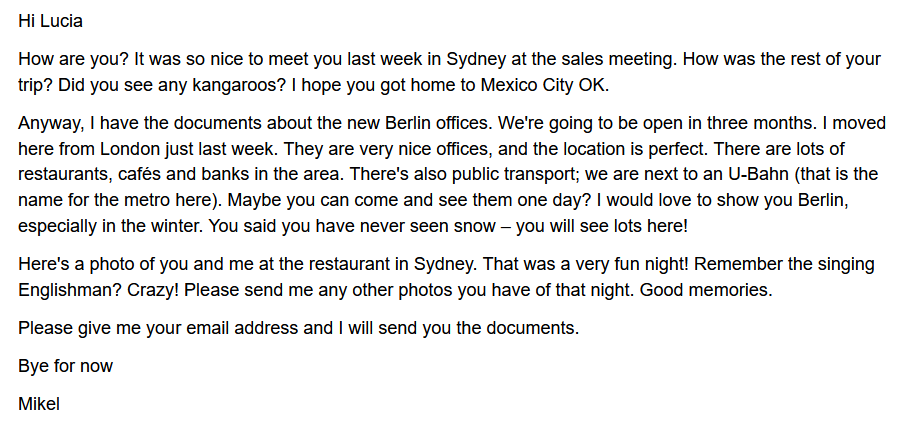 Hi Lucia
How are you? It was so nice to meet you last week in Sydney at the sales meeting. How was the rest of your
trip? Did you see any kangaroos? I hope you got home to Mexico City OK.
Anyway, I have the documents about the new Berlin offices. We're going to be open in three months. I moved
here from London just last week. They are very nice offices, and the location is perfect. There are lots of
restaurants, cafés and banks in the area. There's also public transport; we are next to an U-Bahn (that is the
name for the metro here). Maybe you can come and see them one day? I would love to show you Berlin,
especially in the winter. You said you have never seen snow – you will see lots here!
Here's a photo of you and me at the restaurant in Sydney. That was a very fun night! Remember the singing
Englishman? Crazy! Please send me any other photos you have of that night. Good memories.
Please give me your email address and I will send you the documents.
Bye for now
Mikel